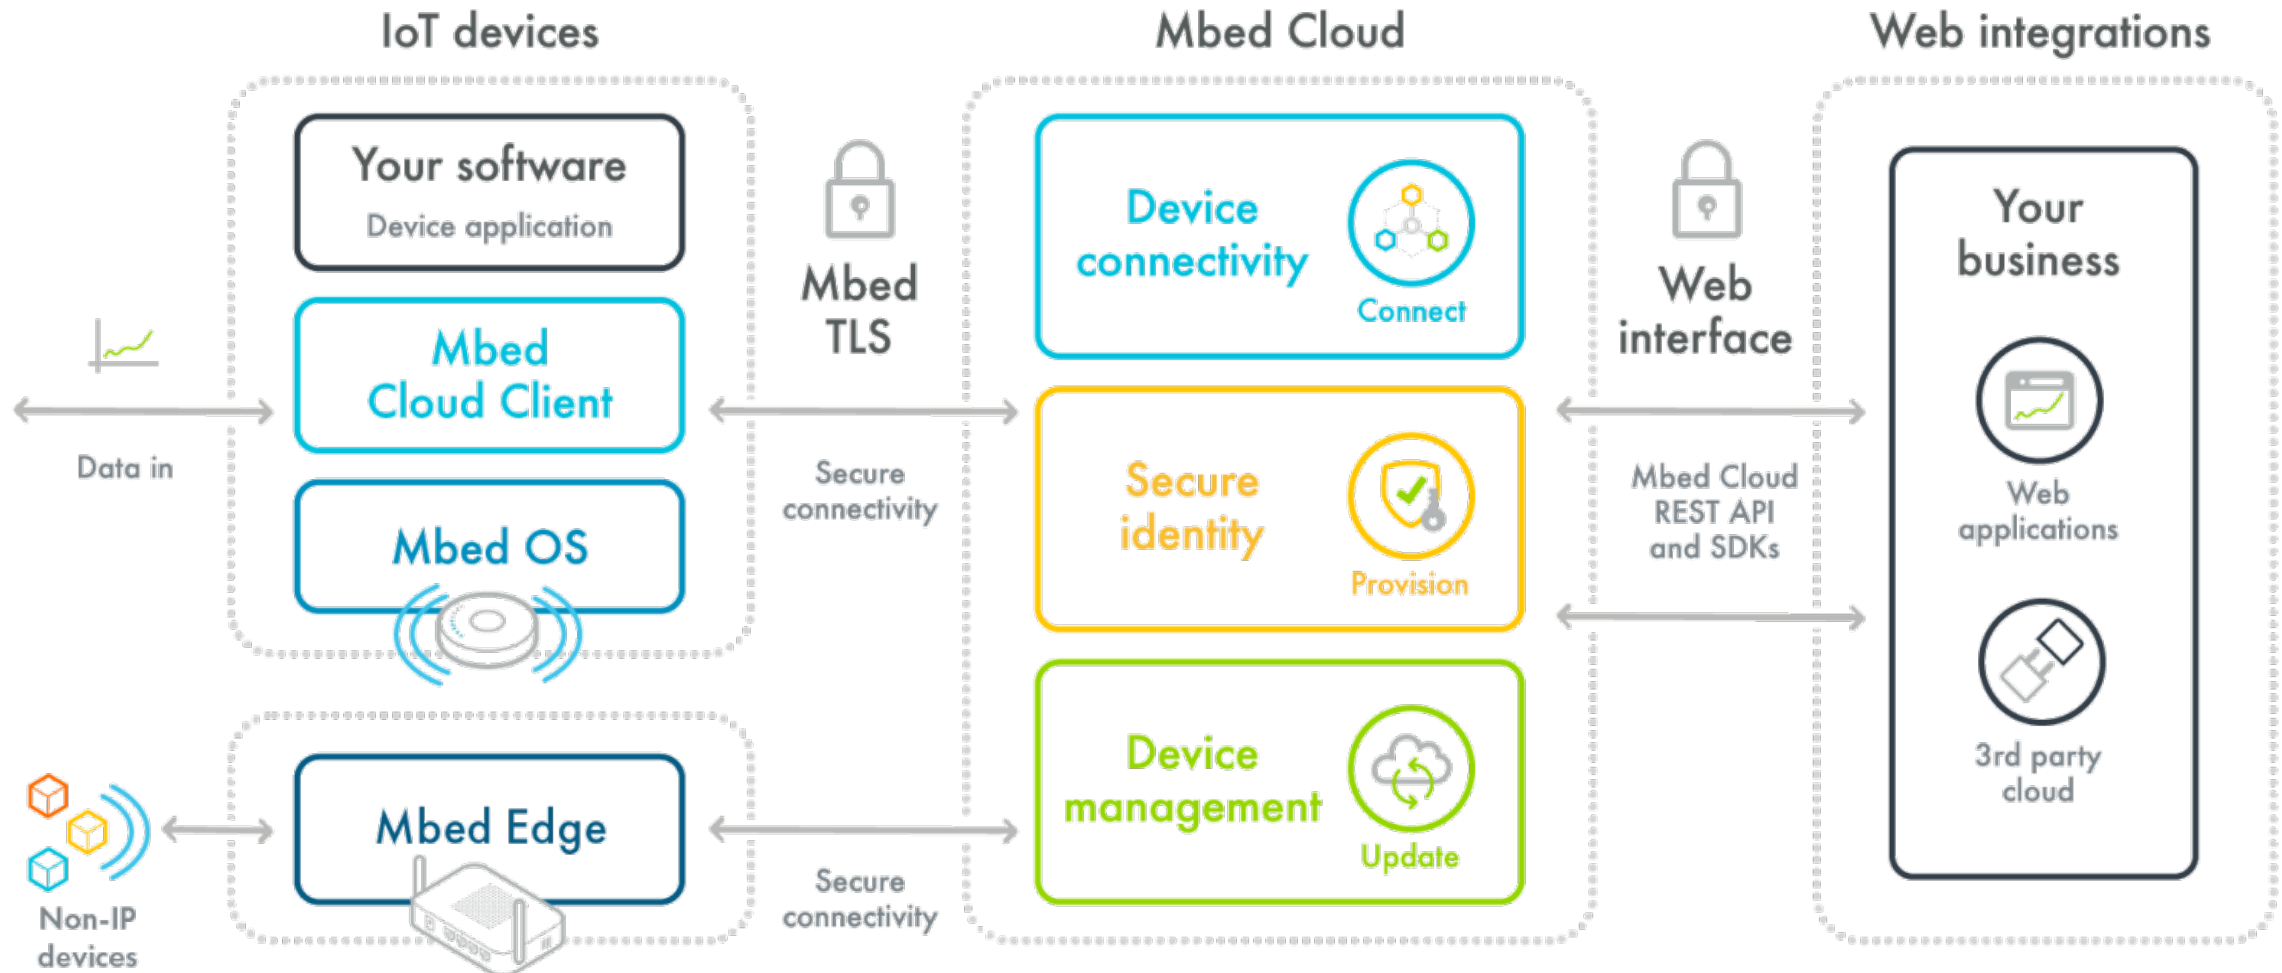 IoT devices
Mbed Cloud
Web integrations
Your software
Device application
Mbed
Cloud Client
Mbed OS
Data in
Mbed
TLS
Secure
connectivity
Device
connectivity
Connect
Secure
identity
Provision
Device
management
Update
Web
interface
Mbed Cloud
REST API
and SDKs
Your
business
Web
applications
3rd party
cloud
Mbed Edge
Non-IP
devices
Secure
connectivity